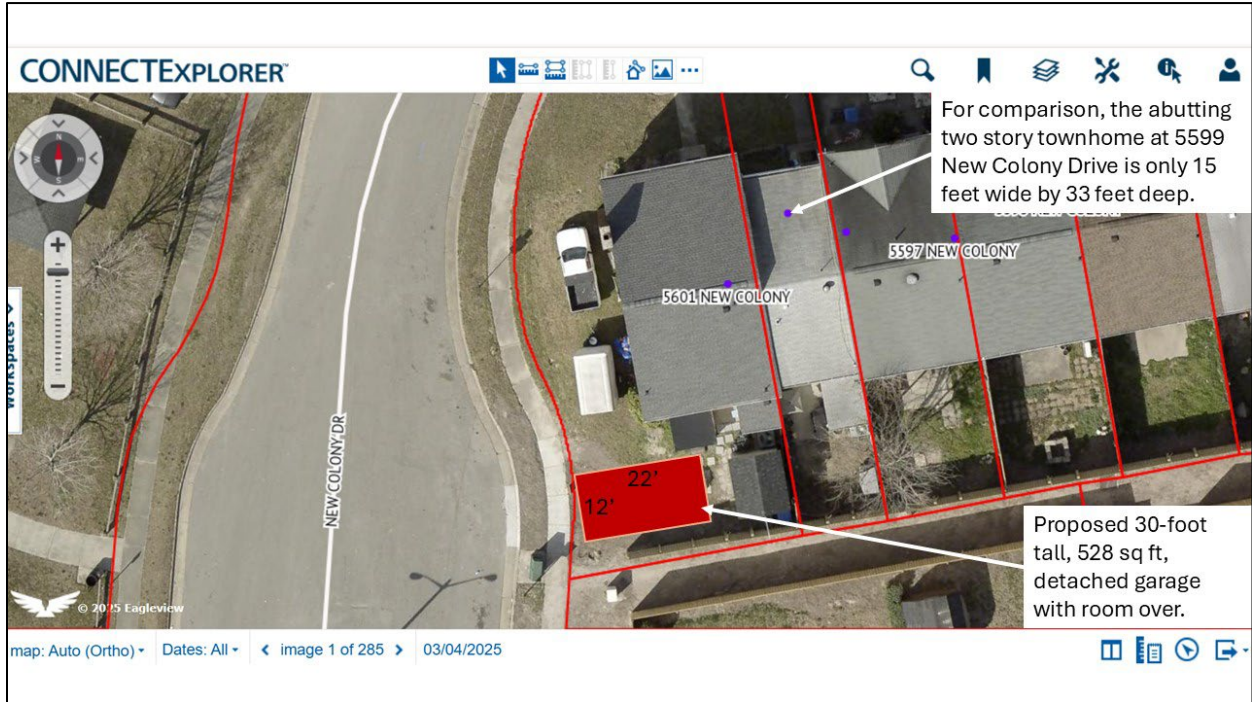 CONNECTEXPLORER™
For comparison, the abutting
two story townhome at 5599
New Colony Drive is only 15
feet wide by 33 feet deep.
N
W
E
S
5597 NEW COLONY
5601 NEW COLONY
Workspaces
NEW COLONY DR
22'
12'
Proposed 30-foot
tall, 528 sq ft,
detached garage
with room over.
© 2025 Eagleview
map: Auto (Ortho)
Dates: All
image 1 of 285
03/04/2025